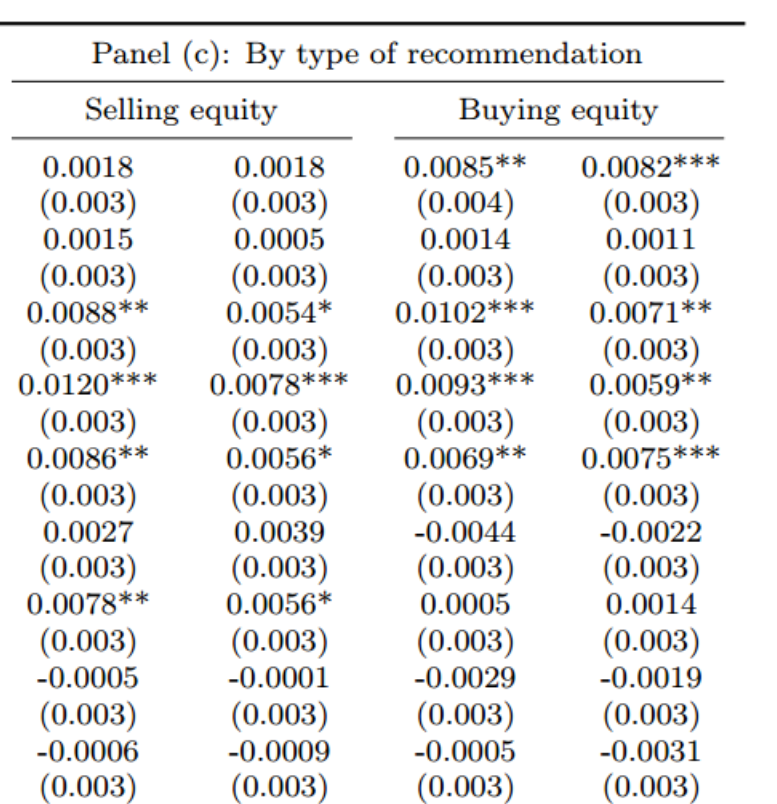 Panel (c): By type of recommendation
Selling equity Buying equity
0.0018 0.0018 0.0085** 0.0082***
(0.003) (0.003) (0.004) (0.003)
0.0015 0.0005 0.0014 0.0011
(0.003) (0.003) (0.003) (0.003)
0.0088** 0.0054* 0.0102*** 0.0071**
(0.003) (0.003) (0.003) (0.003)
0.0120*** 0.0078*** 0.0093*** 0.0059**
(0.003) (0.003) (0.003) (0.003)
0.0086** 0.0056* 0.0069** 0.0075***
(0.003) (0.003) (0.003) (0.003)
0.0027 0.0039 -0.0044 -0.0022
(0.003) (0.003) (0.003) (0.003)
0.0078** 0.0056* 0.0005 0.0014
(0.003) (0.003) (0.003) (0.003)
-0.0005 -0.0001 -0.0029 -0.0019
(0.003) (0.003) (0.003) (0.003)
-0.0006 -0.0009 -0.0005 -0.0031
(0.003) (0.003) (0.003) (0.003)